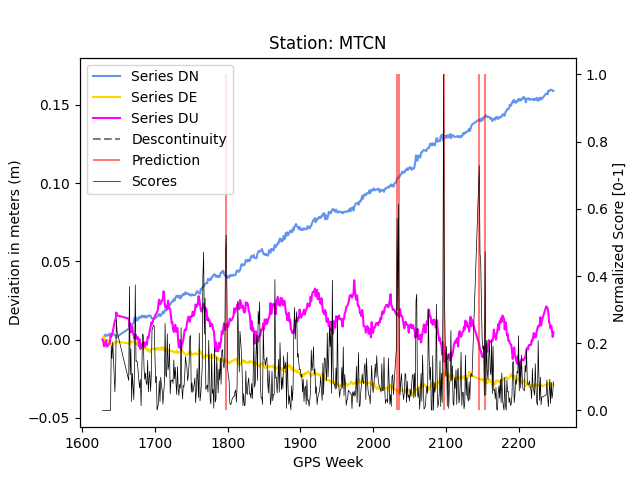 Station: MTCN
Series DN
Series DE
Series DU
Discontinuity
Prediction
Scores
Deviation in meters (m)
0.15
0.10
0.05
0.00
−0.05
1.0
0.8
0.6
0.4
0.2
0.0
Normalized Score [0-1]
1600 1700 1800 1900 2000 2100 2200
GPS Week